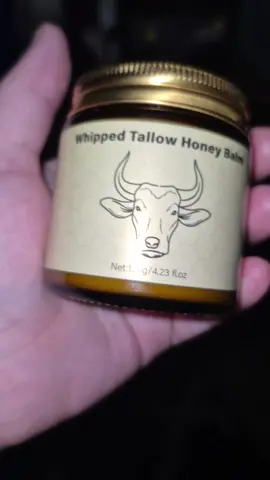 Whipped Tallow Honey Balm
Net: /4.23 fl.oz